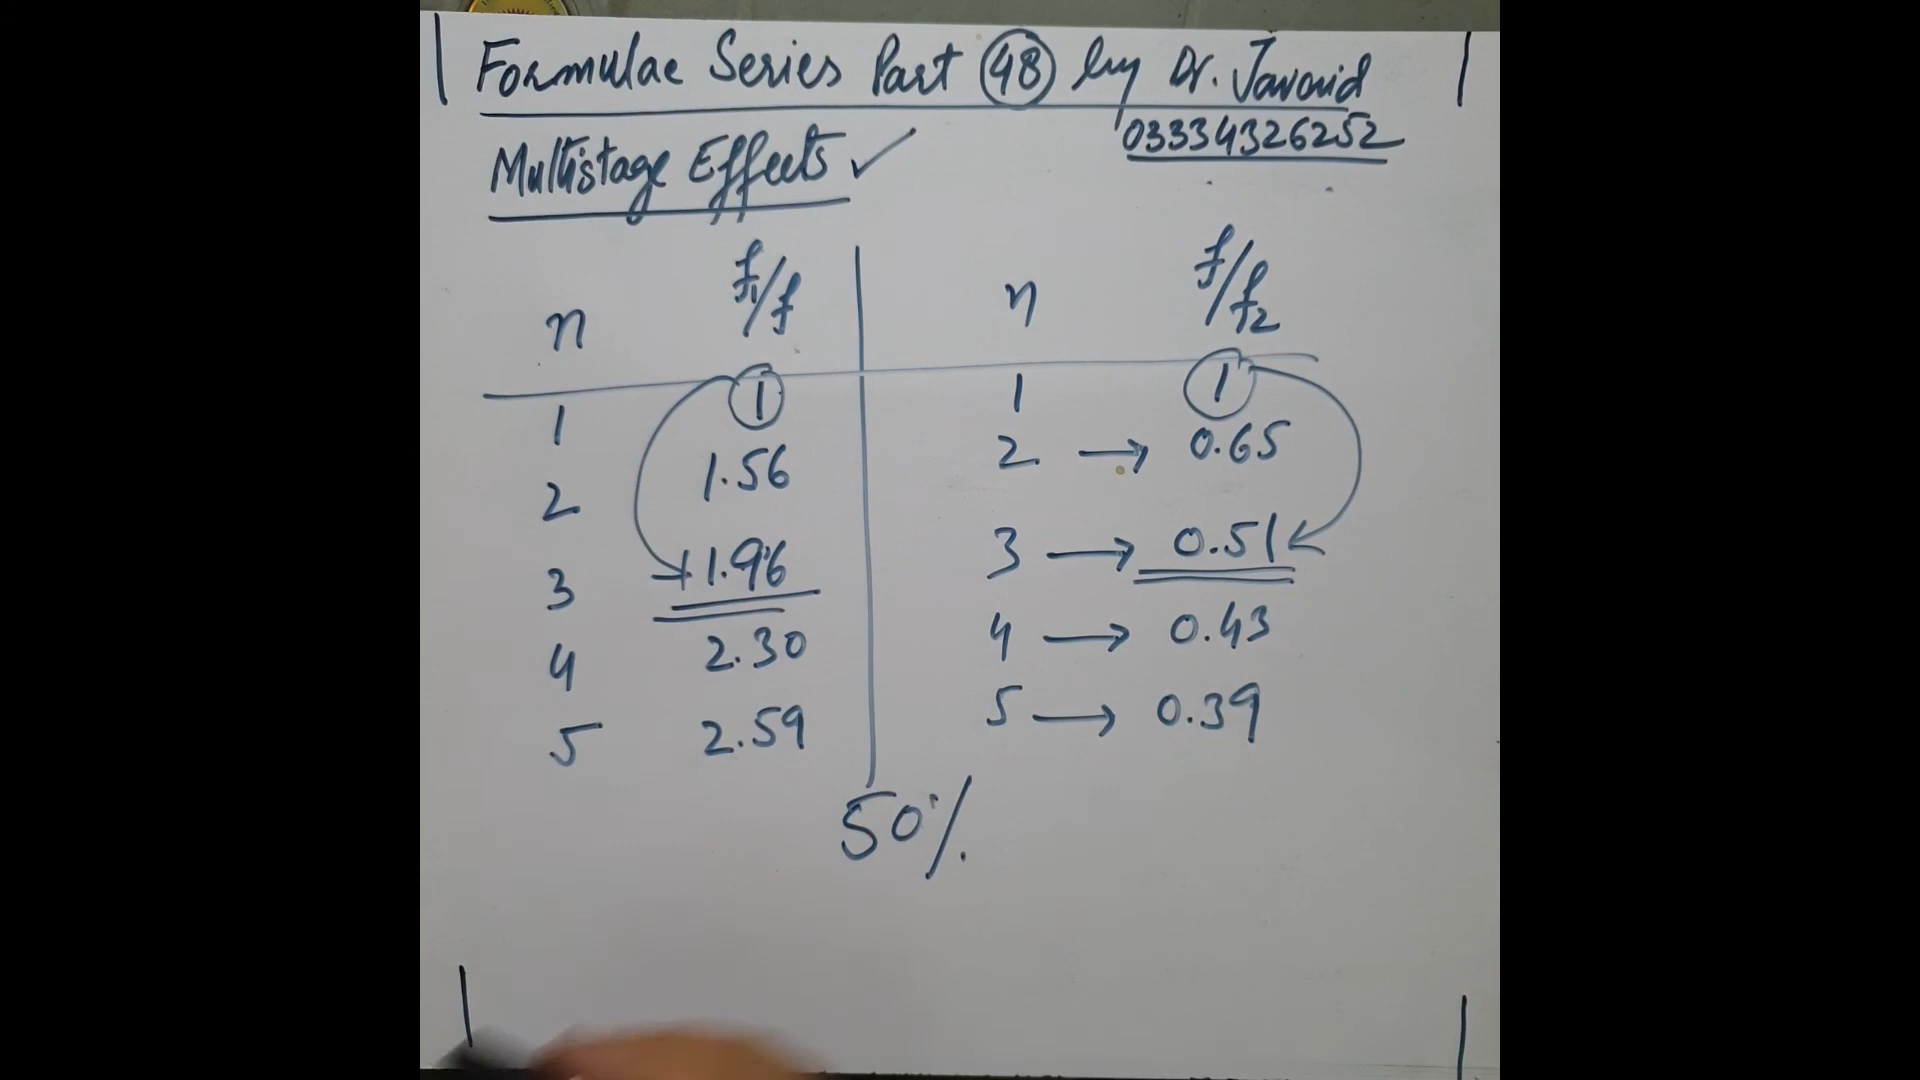 Formulae Series Part 48 by Dr. Javaid
03334326252
Multistage Effects ✓
n f1/f n f/f2
1 1 1 1
2 1.56 2 → 0.65
3 1.96 3 → 0.51
4 2.30 4 → 0.43
5 2.59 5 → 0.39
50%